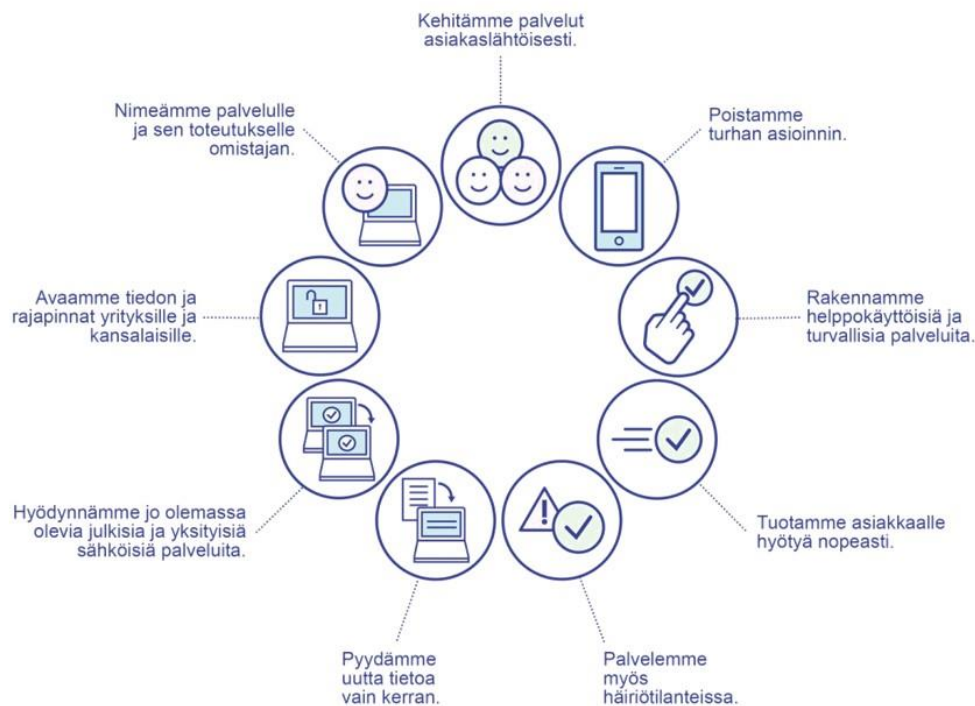 Kehitämme palvelut
asiakaslähtöisesti.
Poistamme
turhan asioinnin.
Rakennamme
helppokäyttöisiä ja
turvallisia palveluita.
Tuotamme asiakkaalle
hyötyä nopeasti.
Palvelemme
myös
häiriötilanteissa.
Pyydämme
uutta tietoa
vain kerran.
Hyödynnämme jo olemassa
olevia julkisia ja yksityisiä
sähköisiä palveluita.
Avaamme tiedon ja
rajapinnat yrityksille ja
kansalaisille.
Nimeämme palvelulle
ja sen toteutukselle
omistajan.